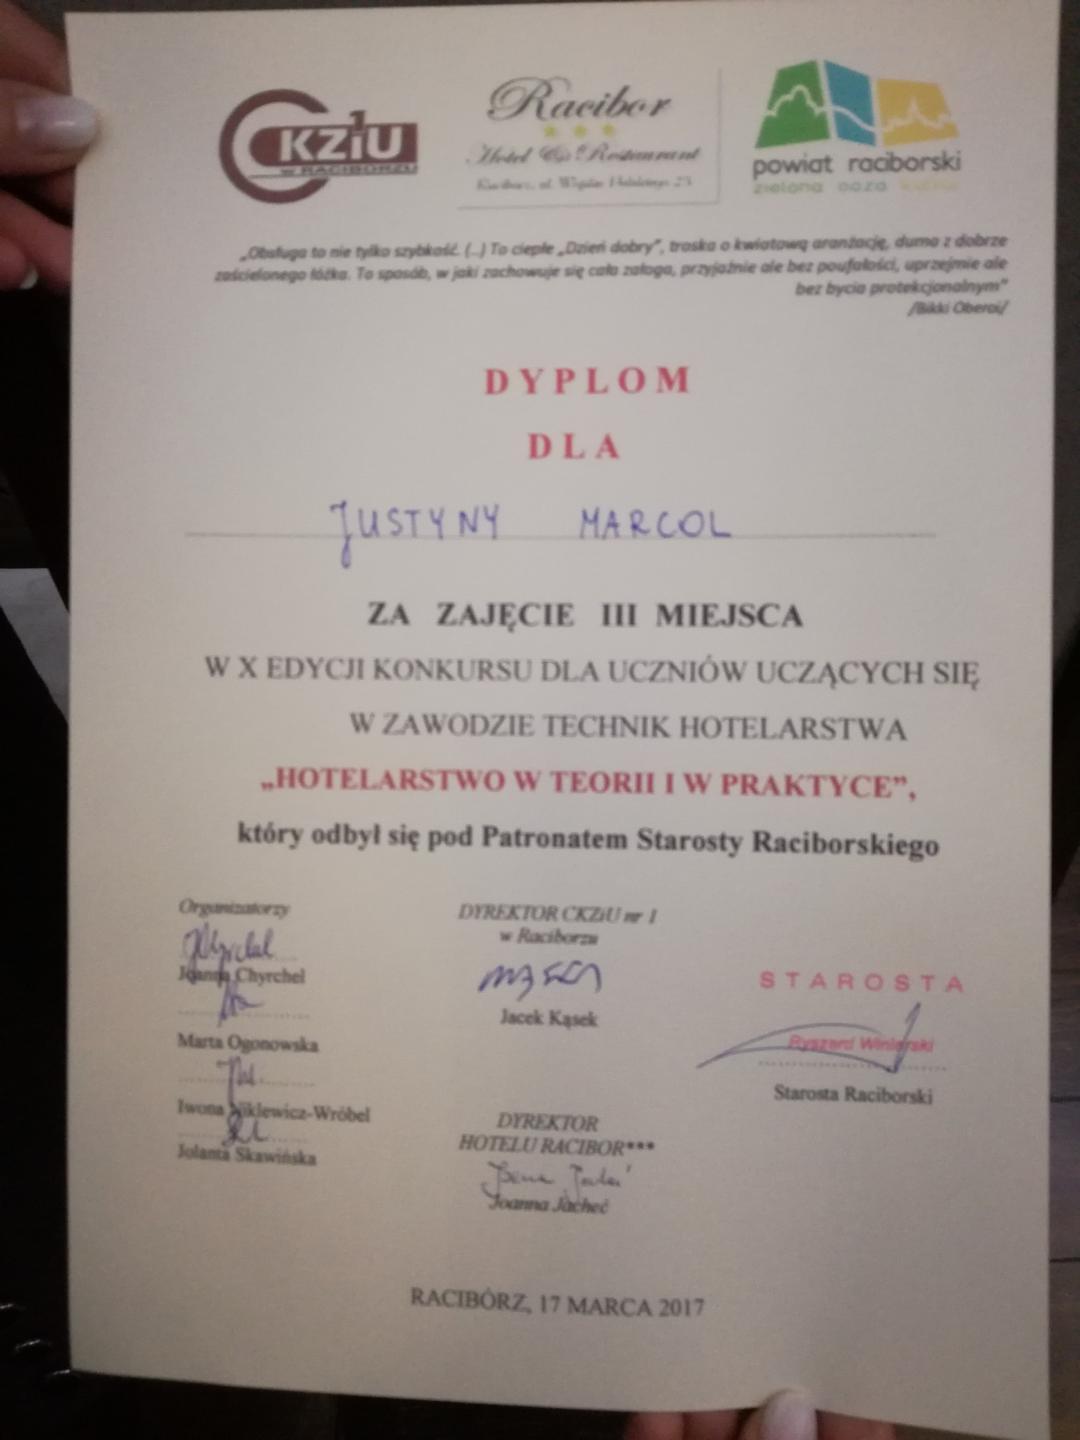 CKZiU 1
W RACIBORZU
Racibor
Hotel & Restaurant
powiat raciborski
zielona oaza
„Obsługa to nie tylko szybkość. (...) To ciepłe „Dzień dobry”, troska o kwiatową aranżację, duma z dobrze
zaścielonego łóżka. To sposób, w jaki zachowuje się cała załoga, przyjaźnie ale bez poufałości, uprzejmie ale
bez bycia protekcjonalnym”
/Bikki Oberoi/
DYPLOM
DLA
JUSTYNY MARCOL
ZA ZAJĘCIE III MIEJSCA
W X EDYCJI KONKURSU DLA UCZNIÓW UCZĄCYCH SIĘ
W ZAWODZIE TECHNIK HOTELARSTWA
„HOTELARSTWO W TEORII I W PRAKTYCE”,
który odbył się pod Patronatem Starosty Raciborskiego
Organizatorzy
Joanna Chyrchel
Marta Ogonowska
Iwona Niklewicz-Wróbel
Jolanta Skawińska
DYREKTOR CKZiU nr 1
w Raciborzu
Jacek Kąsek
DYREKTOR
HOTELU RACIBOR***
Joanna Jacheć
STAROSTA
Ryszard Winiarski
Starosta Raciborski
RACIBÓRZ, 17 MARCA 2017